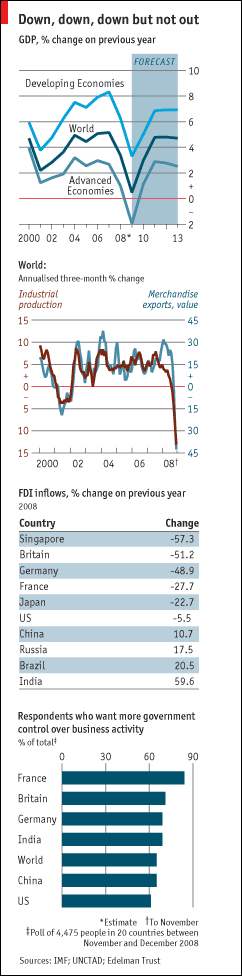 Down, down, down but not out
GDP, % change on previous year
FORECAST
Developing Economies
World
Advanced
Economies
10
8
6
4
2
+
0
–
2
2000 02 04 06 08* 10 13
World:
Annualised three-month % change
Industrial
production
Merchandise
exports, value
15
10
5
+
0
–
5
10
15
45
30
15
+
0
–
15
30
45
2000 02 04 06 08†
FDI inflows, % change on previous year
2008
Country Change
Singapore -57.3
Britain -51.2
Germany -48.9
France -27.7
Japan -22.7
US -5.5
China 10.7
Russia 17.5
Brazil 20.5
India 59.6
Respondents who want more government
control over business activity
% of total‡
0 30 60 90
France
Britain
Germany
India
World
China
US
*Estimate †To November
‡Poll of 4,475 people in 20 countries between
November and December 2008
Sources: IMF; UNCTAD; Edelman Trust